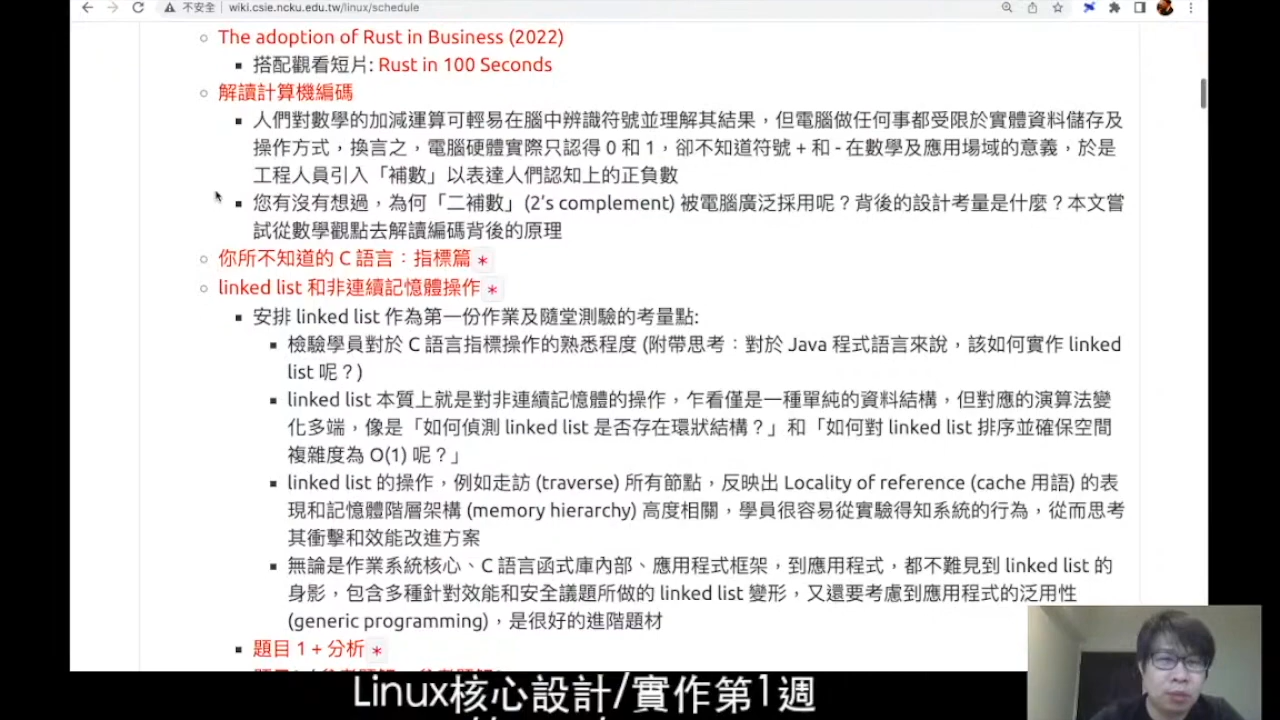 不安全 wiki.csie.ncku.edu.tw/linux/schedule
The adoption of Rust in Business (2022)
搭配觀看短片: Rust in 100 Seconds
解讀計算機編碼
人們對數學的加減運算可輕易在腦中辨識符號並理解其結果，但電腦做任何事都受限於實體資料儲存及
操作方式，換言之，電腦硬體實際只認得 0 和 1，卻不知道符號 + 和 - 在數學及應用場域的意義，於是
工程人員引入「補數」以表達人們認知上的正負數
您有沒有想過，為何「二補數」(2's complement) 被電腦廣泛採用呢？背後的設計考量是什麼？本文嘗
試從數學觀點去解讀編碼背後的原理
你所不知道的 C 語言：指標篇 *
linked list 和非連續記憶體操作 *
安排 linked list 作為第一份作業及隨堂測驗的考量點:
檢驗學員對於 C 語言指標操作的熟悉程度 (附帶思考：對於 Java 程式語言來說，該如何實作 linked
list 呢？)
linked list 本質上就是對非連續記憶體的操作，乍看僅是一種單純的資料結構，但對應的演算法變
化多端，像是「如何偵測 linked list 是否存在環狀結構？」和「如何對 linked list 排序並確保空間
複雜度為 O(1) 呢？」
linked list 的操作，例如走訪 (traverse) 所有節點，反映出 Locality of reference (cache 用語) 的表
現和記憶體階層架構 (memory hierarchy) 高度相關，學員很容易從實驗得知系統的行為，從而思考
其衝擊和效能改進方案
無論是作業系統核心、C 語言函式庫內部、應用程式框架，到應用程式，都不難見到 linked list 的
身影，包含多種針對效能和安全議題所做的 linked list 變形，又還要考慮到應用程式的泛用性
(generic programming)，是很好的進階題材
題目 1 + 分析 *
Linux核心設計/實作第1週